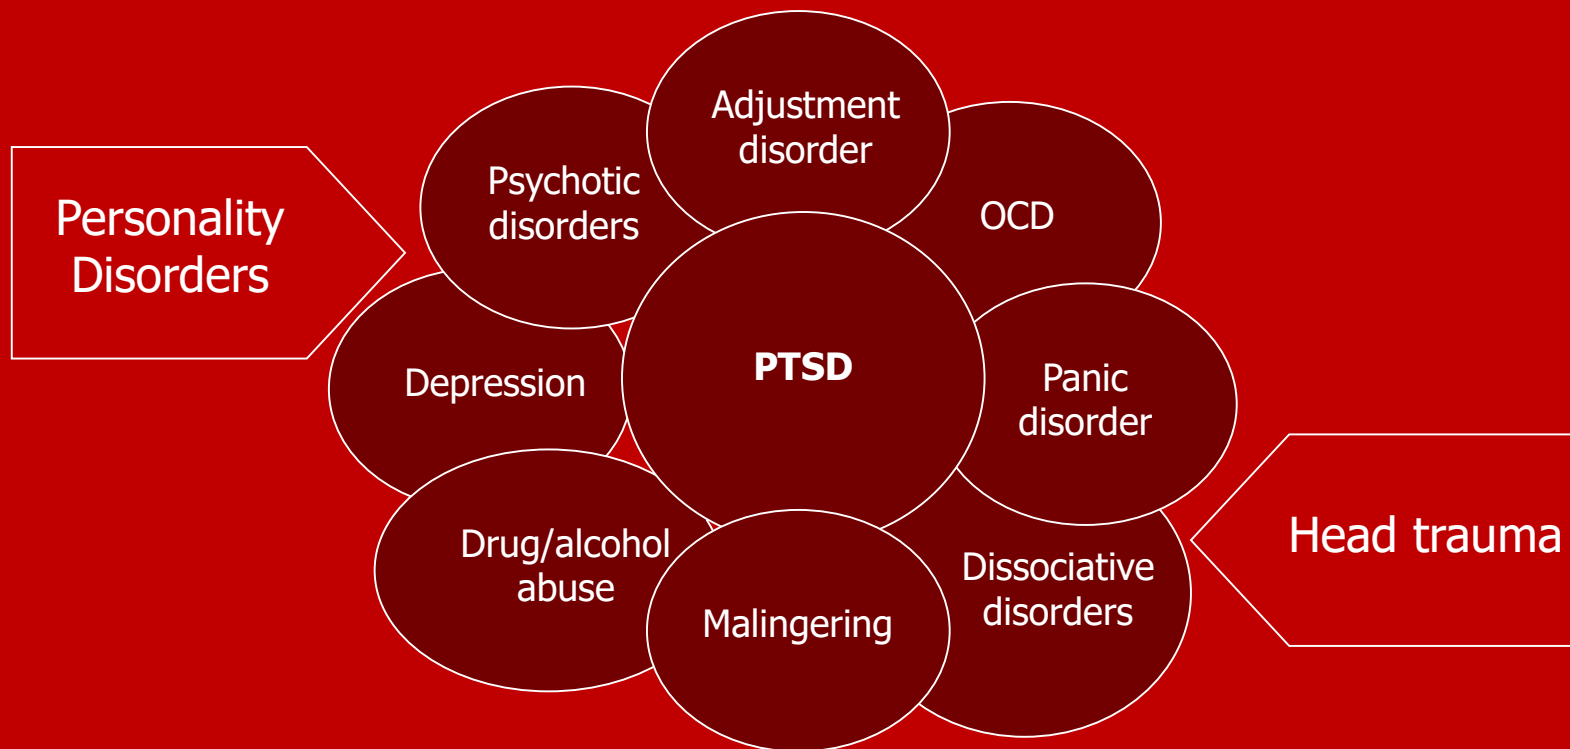 Adjustment
disorder
Psychotic
disorders
OCD
Personality
Disorders
PTSD
Depression
Panic
disorder
Drug/alcohol
abuse
Head trauma
Dissociative
disorders
Malingering